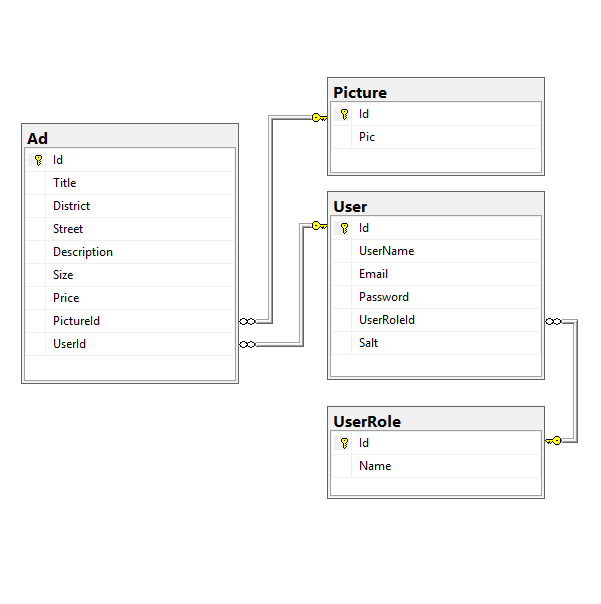 Ad
Id
Title
District
Street
Description
Size
Price
PictureId
UserId
Picture
Id
Pic
User
Id
UserName
Email
Password
UserRoleId
Salt
UserRole
Id
Name